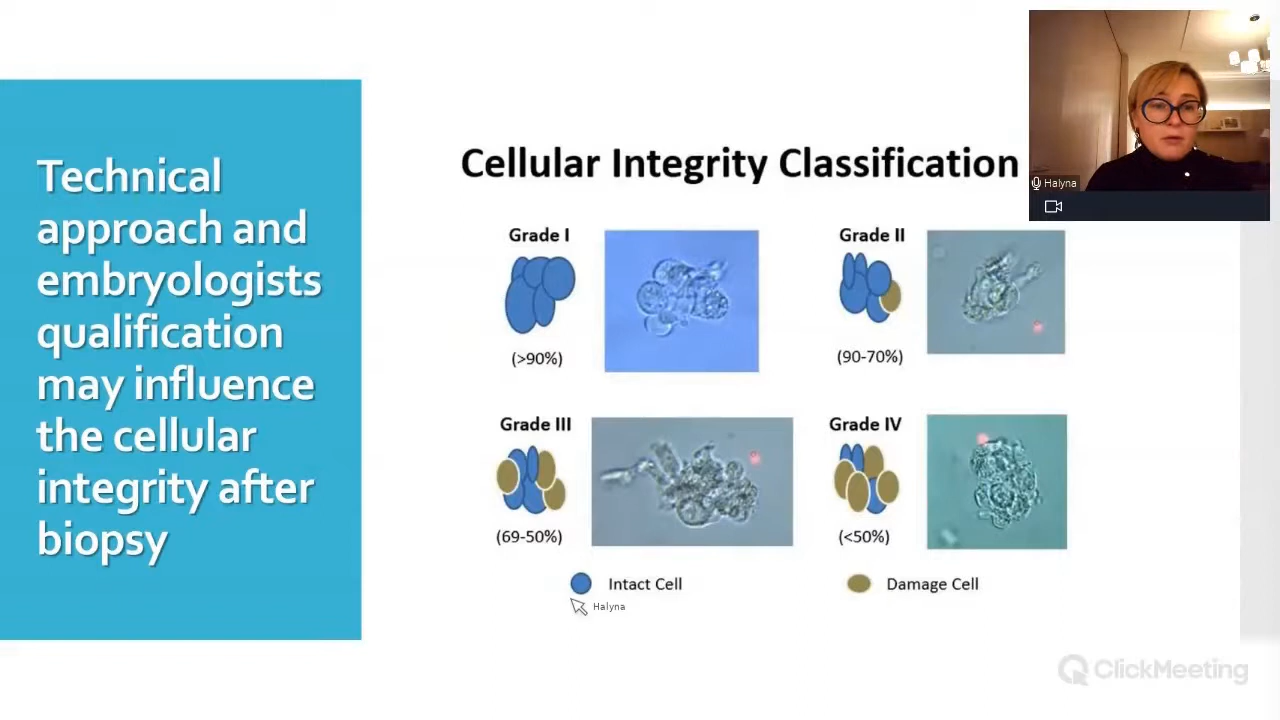 Technical
approach and
embryologists
qualification
may influence
the cellular
integrity after
biopsy
Cellular Integrity Classification
Grade I
(>90%)
Grade II
(90-70%)
Grade III
(69-50%)
Grade IV
(<50%)
Intact Cell
Damage Cell
Halyna
Halyna
ClickMeeting